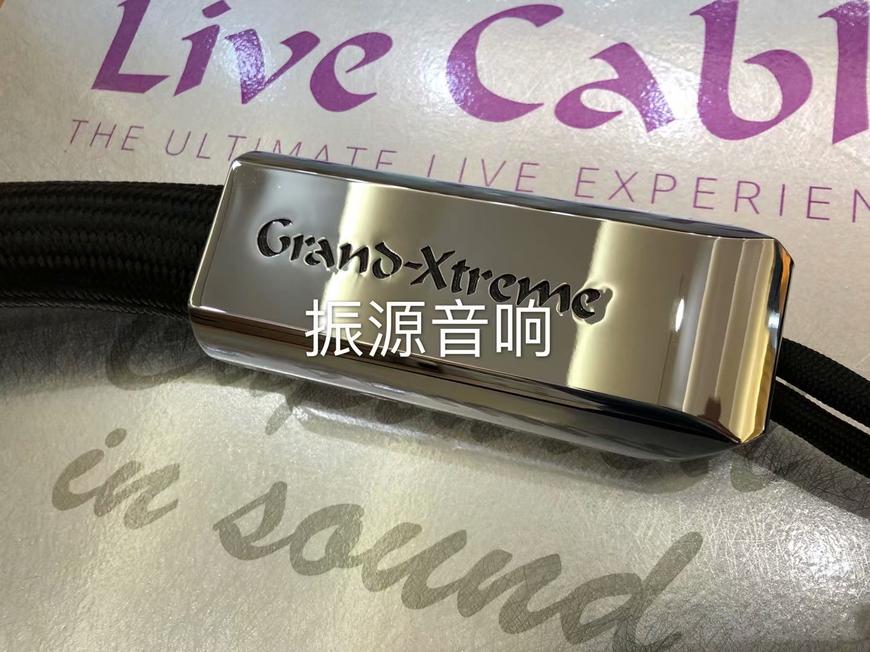 Live Cabl
THE ULTIMATE LIVE EXPERIEN
Grand-Xtreme
振源音响
in sound